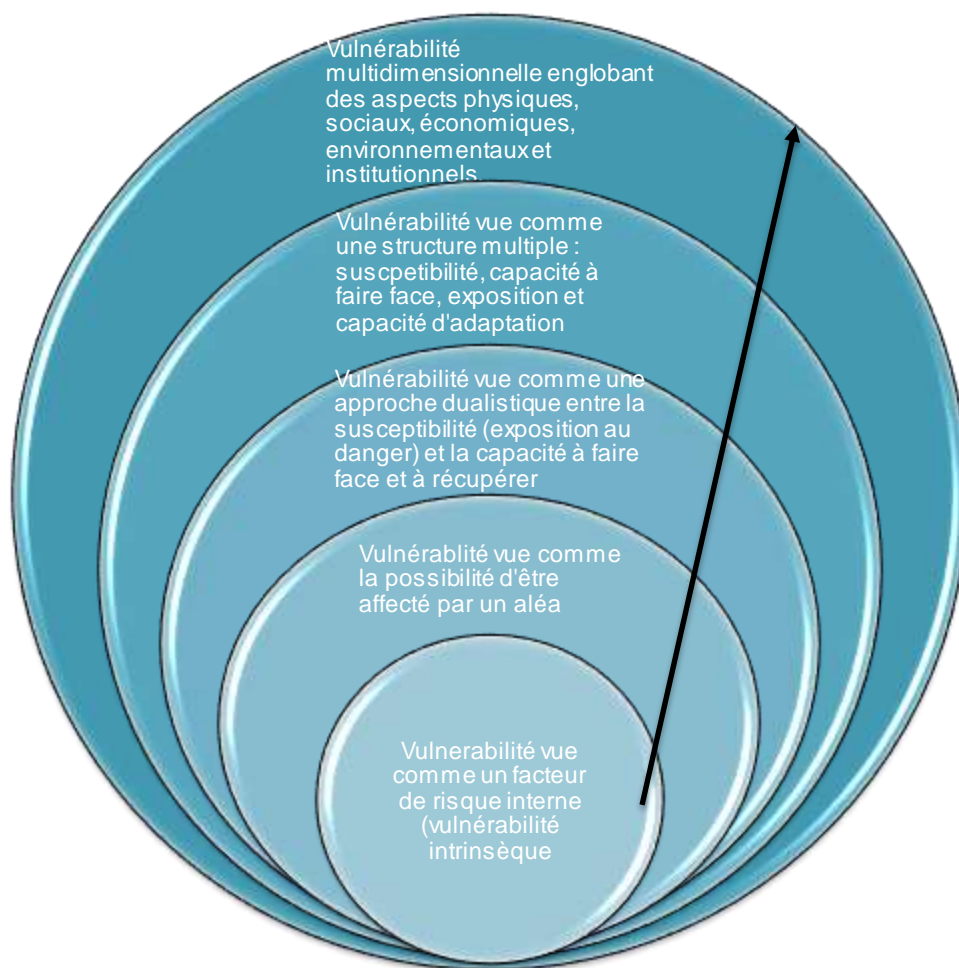 Vulnérabilité
multidimensionnelle englobant
des aspects physiques,
sociaux, économiques,
environnementaux et
institutionnels.
Vulnérabilité vue comme
une structure multiple :
suscpetibilité, capacité à
faire face, exposition et
capacité d'adaptation
Vulnérabilité vue comme une
approche dualistique entre la
susceptibilité (exposition au
danger) et la capacité à faire
face et à récupérer
Vulnérablité vue comme
la possibilité d'être
affecté par un aléa
Vulnerabilité vue
comme un facteur
de risque interne
(vulnérabilité
intrinsèque